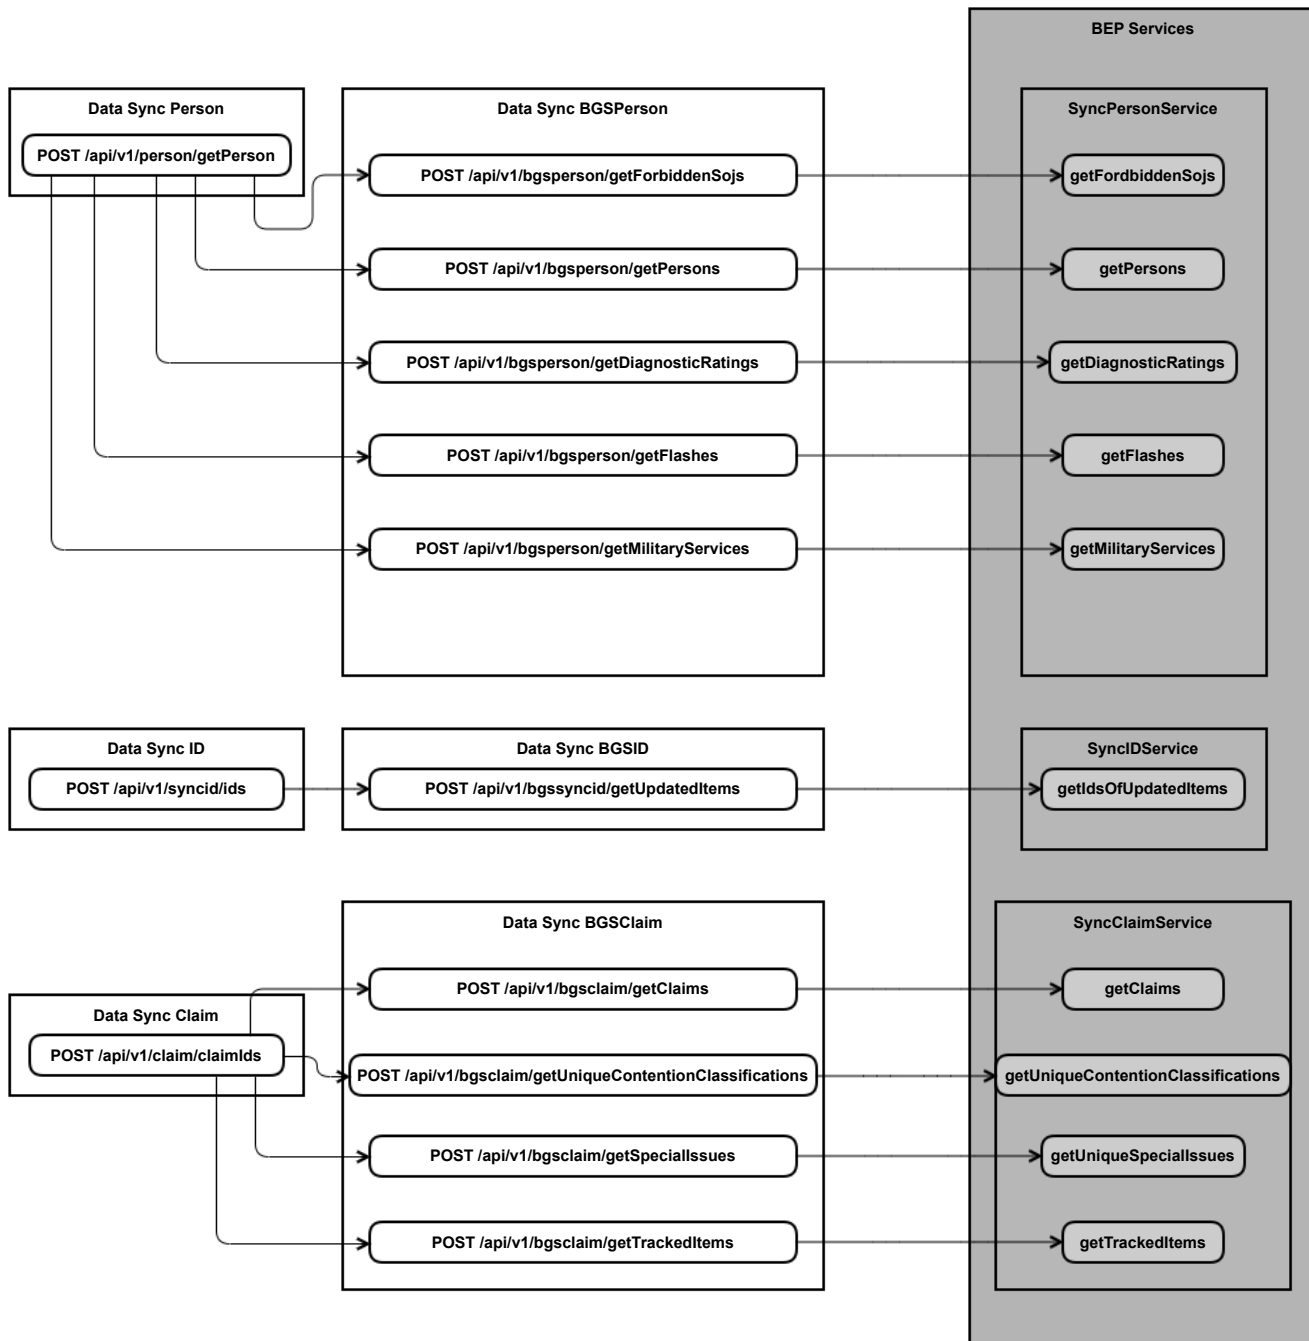 BEP Services
Data Sync Person
POST /api/v1/person/getPerson
Data Sync BGSPerson
POST /api/v1/bgsperson/getForbiddenSojs
POST /api/v1/bgsperson/getPersons
POST /api/v1/bgsperson/getDiagnosticRatings
POST /api/v1/bgsperson/getFlashes
POST /api/v1/bgsperson/getMilitaryServices
SyncPersonService
getFordbiddenSojs
getPersons
getDiagnosticRatings
getFlashes
getMilitaryServices
Data Sync ID
POST /api/v1/syncid/ids
Data Sync BGSID
POST /api/v1/bgssyncid/getUpdatedItems
SyncIDService
getIdsOfUpdatedItems
Data Sync Claim
POST /api/v1/claim/claimIds
Data Sync BGSClaim
POST /api/v1/bgsclaim/getClaims
POST /api/v1/bgsclaim/getUniqueContentionClassifications
POST /api/v1/bgsclaim/getSpecialIssues
POST /api/v1/bgsclaim/getTrackedItems
SyncClaimService
getClaims
getUniqueContentionClassifications
getUniqueSpecialIssues
getTrackedItems